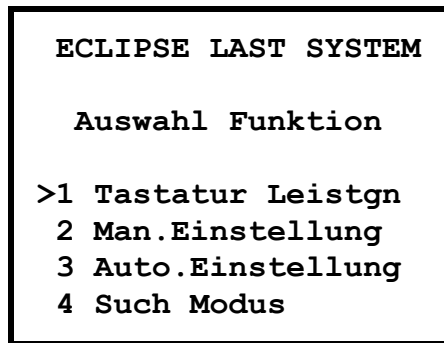 ECLIPSE LAST SYSTEM
Auswahl Funktion
>1 Tastatur Leistgn
2 Man.Einstellung
3 Auto.Einstellung
4 Such Modus